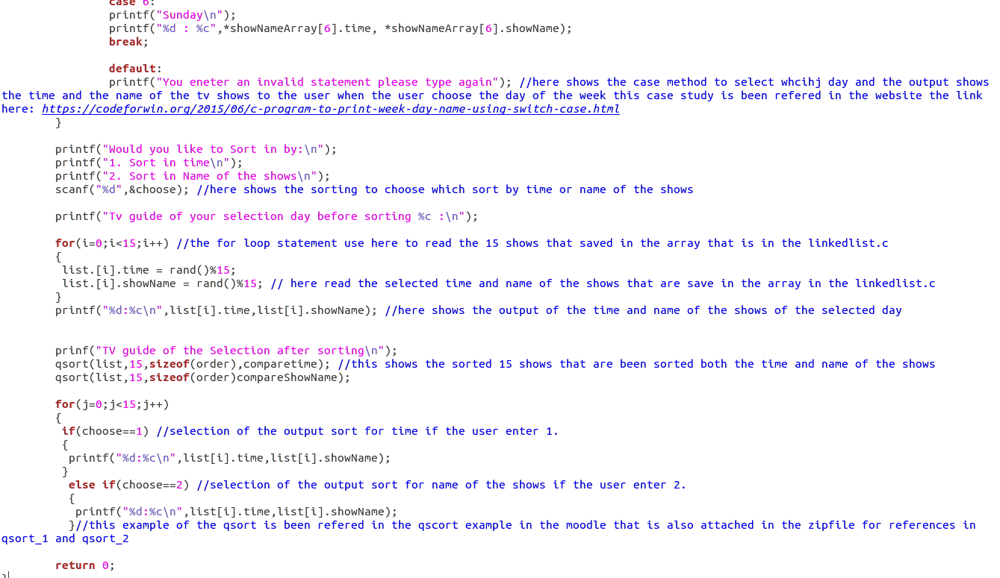 case 6:
printf("Sunday\n");
printf("%d : %c",*showNameArray[6].time, *showNameArray[6].showName);
break;
default:
printf("You eneter an invalid statement please type again"); //here shows the case method to select whcihj day and the output shows
the time and the name of the tv shows to the user when the user choose the day of the week this case study is been refered in the website the link
here: https://codeforwin.org/2015/06/c-program-to-print-week-day-name-using-switch-case.html
}
printf("Would you like to Sort in by:\n");
printf("1. Sort in time\n");
printf("2. Sort in Name of the shows\n");
scanf("%d",&choose); //here shows the sorting to choose which sort by time or name of the shows
printf("Tv guide of your selection day before sorting %c :\n");
for(i=0;i<15;i++) //the for loop statement use here to read the 15 shows that saved in the array that is in the linkedlist.c
{
list.[i].time = rand()%15;
list.[i].showName = rand()%15; // here read the selected time and name of the shows that are save in the array in the linkedlist.c
}
printf("%d:%c\n",list[i].time,list[i].showName); //here shows the output of the time and name of the shows of the selected day
prinf("TV guide of the Selection after sorting\n");
qsort(list,15,sizeof(order),comparetime); //this shows the sorted 15 shows that are been sorted both the time and name of the shows
qsort(list,15,sizeof(order)compareShowName);
for(j=0;j<15;j++)
{
if(choose==1) //selection of the output sort for time if the user enter 1.
{
printf("%d:%c\n",list[i].time,list[i].showName);
}
else if(choose==2) //selection of the output sort for name of the shows if the user enter 2.
{
printf("%d:%c\n",list[i].time,list[i].showName);
}//this example of the qsort is been refered in the qscort example in the moodle that is also attached in the zipfile for references in
qsort_1 and qsort_2
return 0;
}